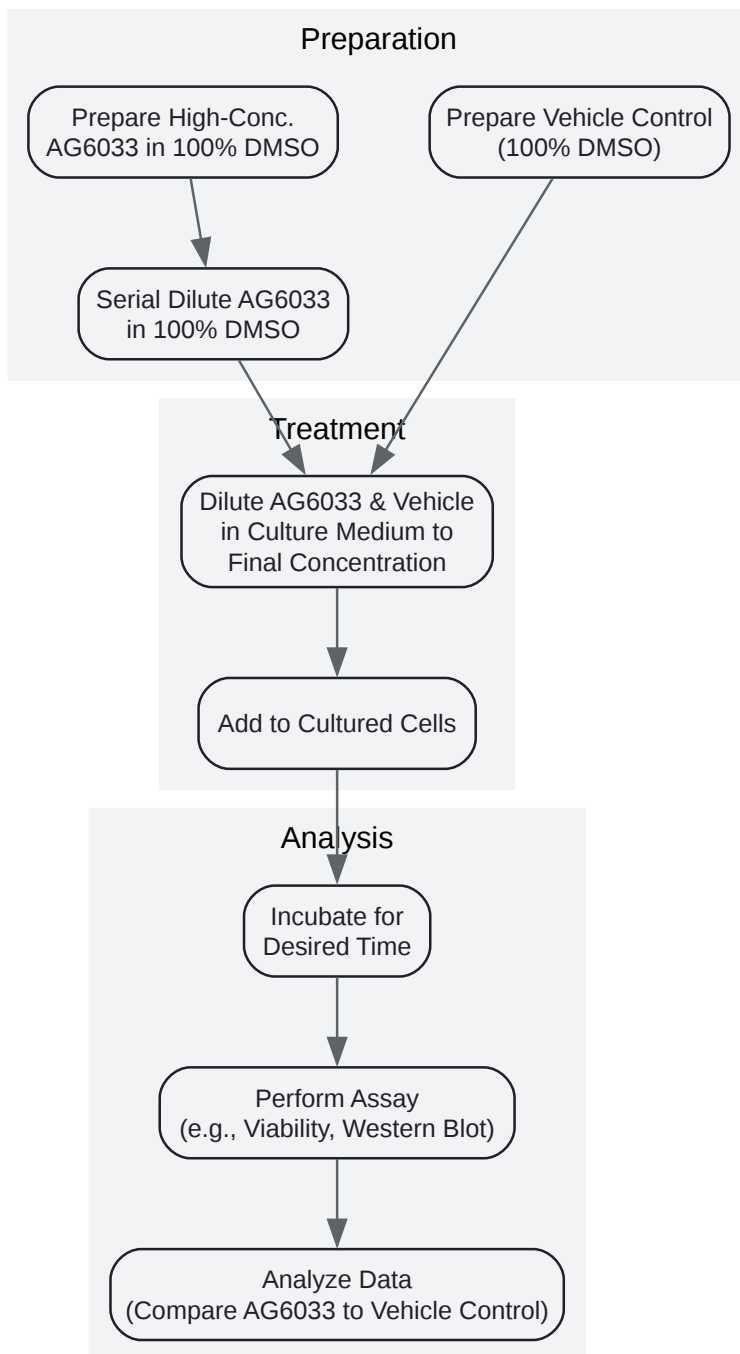 Preparation
Prepare High-Conc.
AG6033 in 100% DMSO
Prepare Vehicle Control
(100% DMSO)
Serial Dilute AG6033
in 100% DMSO
Treatment
Dilute AG6033 & Vehicle
in Culture Medium to
Final Concentration
Add to Cultured Cells
Analysis
Incubate for
Desired Time
Perform Assay
(e.g., Viability, Western Blot)
Analyze Data
(Compare AG6033 to Vehicle Control)